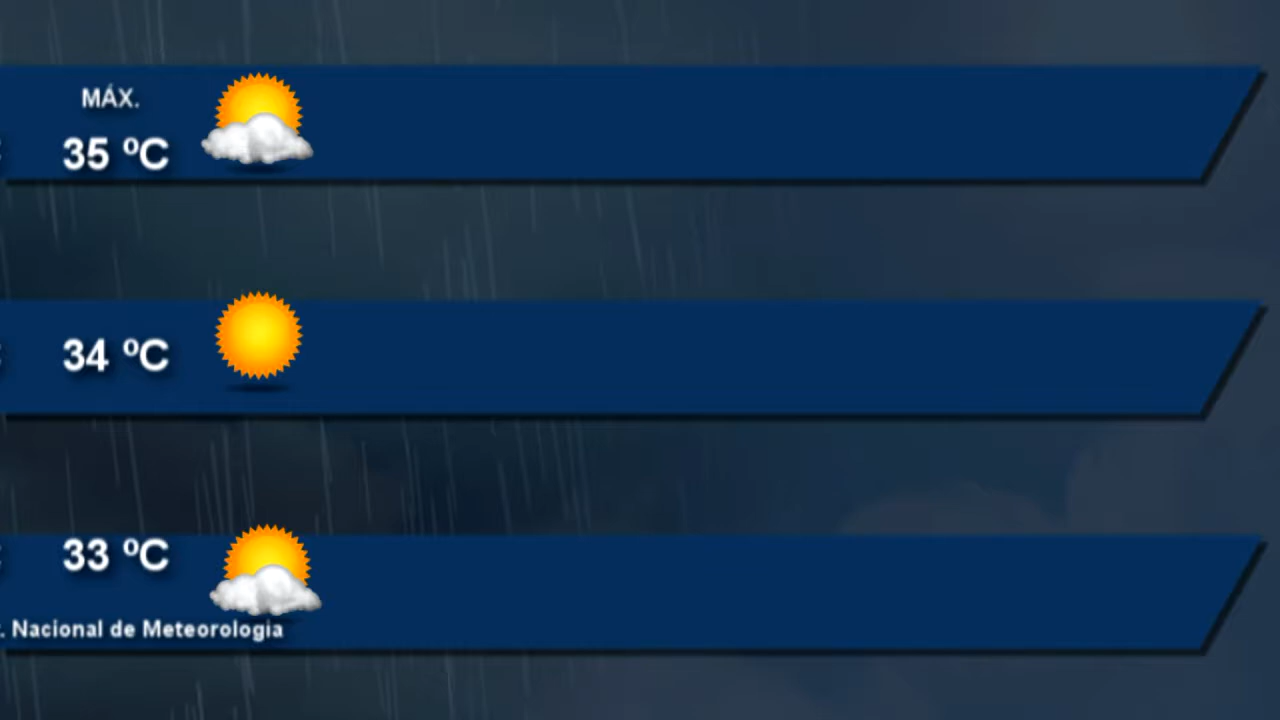 MÁX.
35 ºC
34 ºC
33 ºC
. Nacional de Meteorologia